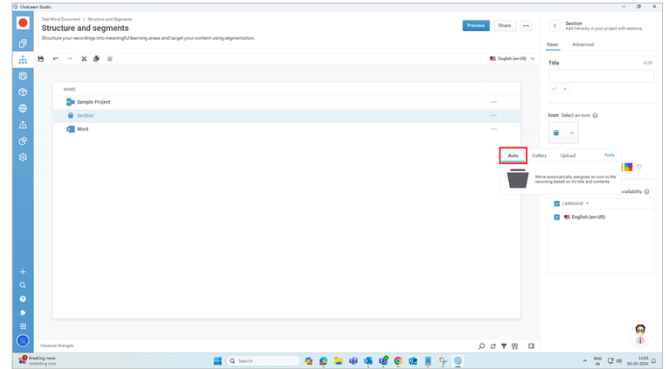 ClickLearn Studio
Test Word Document / Structure and Segments
Structure and segments
Structure your recordings into meaningful learning areas and target your content using segmentation.
Preview
Share
Section
Add hierachy in your project with sections
Basic
Advanced
English (en-US)
Title
0/50
NAME
Sample Project
Section
Word
Icon Select an icon
Auto
Gallery
Upload
Apply
We've automatically assigned an icon to the
recording based on it's title and contents.
availability
LANGUAGE
English (en-US)
Unsaved changes
Breaking news
Unfolding now
Search
ENG
IN